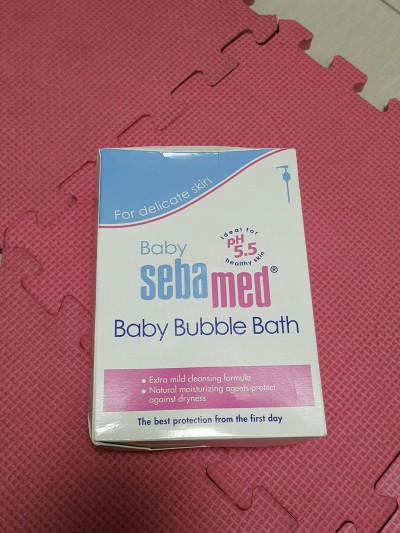 For delicate skin
Baby
ideal for
pH
5.5
healthy skin
sebamed®
Baby Bubble Bath
• Extra mild cleansing formula
• Natural moisturizing agents protect
against dryness
The best protection from the first day